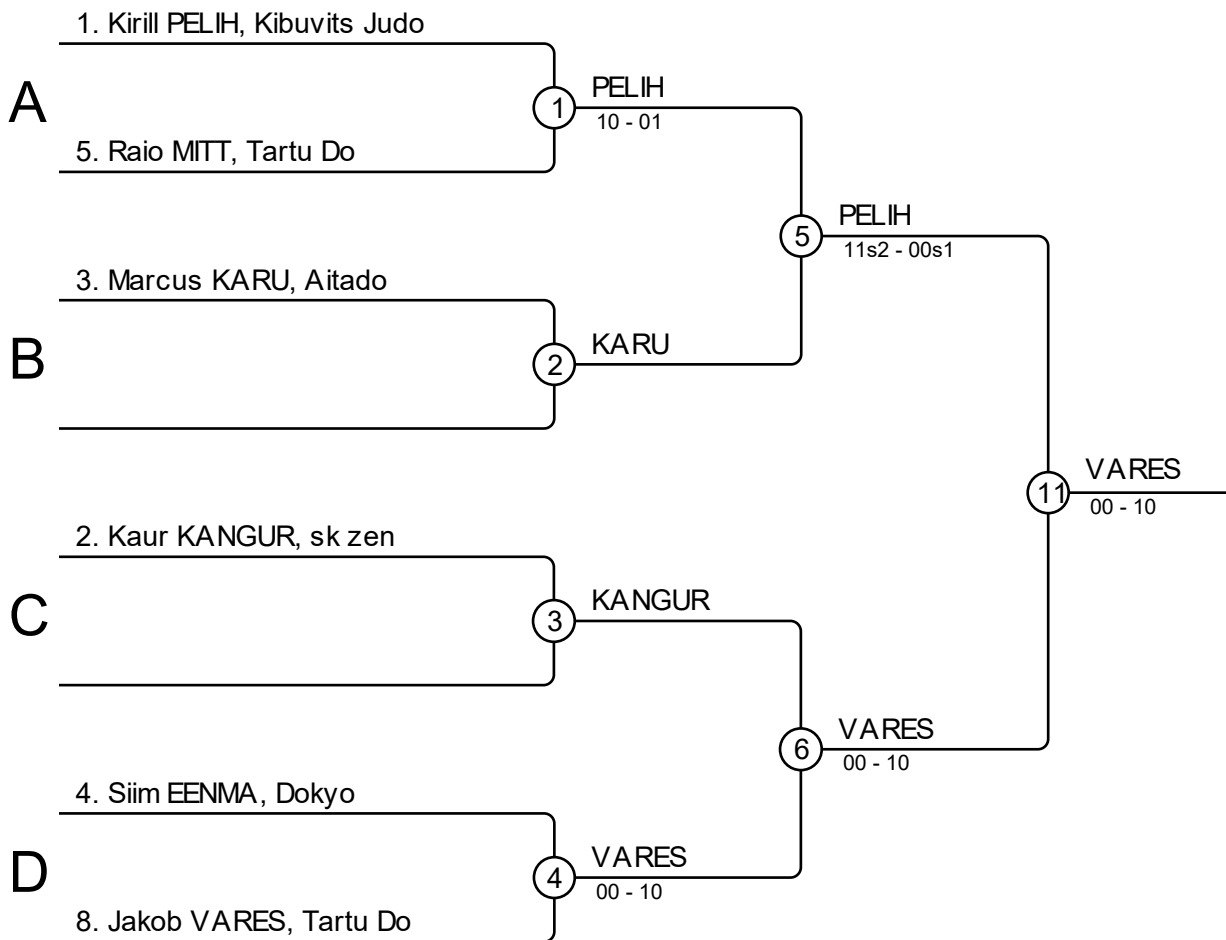 1. Kirill PELIH, Kibuvits Judo
A
1
PELIH
10 - 01
5. Raio MITT, Tartu Do
5
PELIH
11s2 - 00s1
3. Marcus KARU, Aitado
B
2
KARU
11
VARES
00 - 10
2. Kaur KANGUR, sk zen
C
3
KANGUR
6
VARES
00 - 10
4. Siim EENMA, Dokyo
D
4
VARES
00 - 10
8. Jakob VARES, Tartu Do